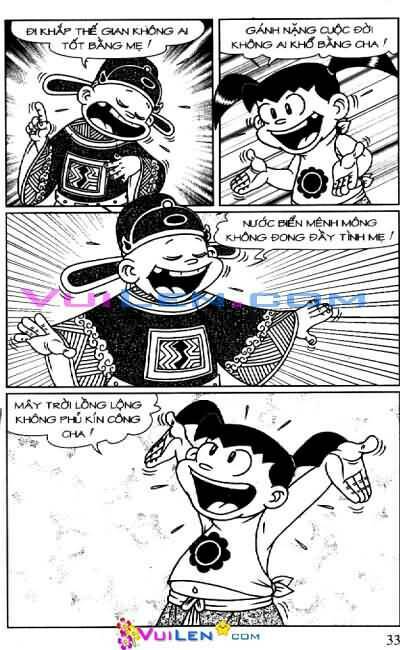 ĐI KHẮP THẾ GIAN KHÔNG AI
TỐT BẰNG MẸ !
GÁNH NẶNG CUỘC ĐỜI
KHÔNG AI KHỔ BẰNG CHA !
NƯỚC BIỂN MÊNH MÔNG
KHÔNG ĐONG ĐẦY TÌNH MẸ !
VUILEN.COM
MÂY TRỜI LỒNG LỘNG
KHÔNG PHỦ KÍN CÔNG
CHA !
33
VUILEN.COM